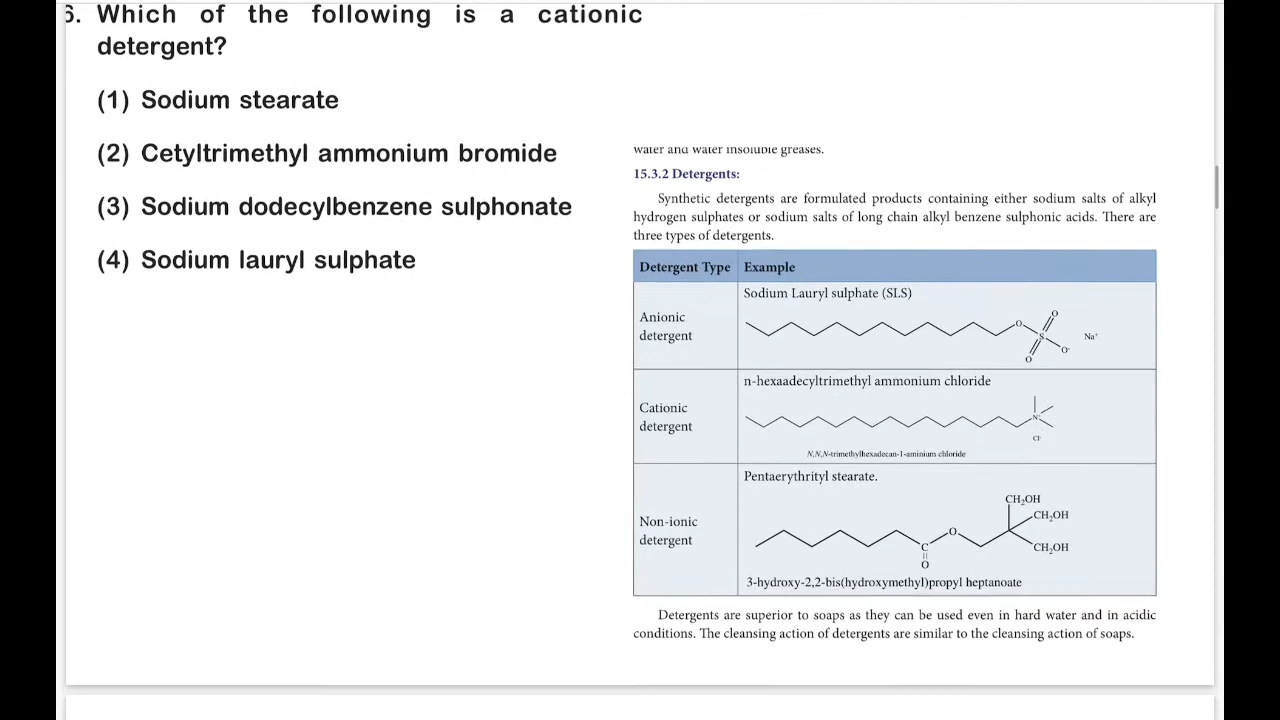 6. Which of the following is a cationic
detergent?
(1) Sodium stearate
(2) Cetyltrimethyl ammonium bromide
(3) Sodium dodecylbenzene sulphonate
(4) Sodium lauryl sulphate
water and water insoluble greases.
15.3.2 Detergents:
Synthetic detergents are formulated products containing either sodium salts of alkyl
hydrogen sulphates or sodium salts of long chain alkyl benzene sulphonic acids. There are
three types of detergents.
Detergent Type Example
Sodium Lauryl sulphate (SLS)
Anionic
detergent
O
O
S
O
O⁻
Na⁺
n-hexaadecyltrimethyl ammonium chloride
Cationic
detergent
N⁺
Cl⁻
N,N,N-trimethylhexadecan-1-aminium chloride
Pentaerythrityl stearate.
Non-ionic
detergent
CH₂OH
CH₂OH
O
C
CH₂OH
O
3-hydroxy-2,2-bis(hydroxymethyl)propyl heptanoate
Detergents are superior to soaps as they can be used even in hard water and in acidic
conditions. The cleansing action of detergents are similar to the cleansing action of soaps.